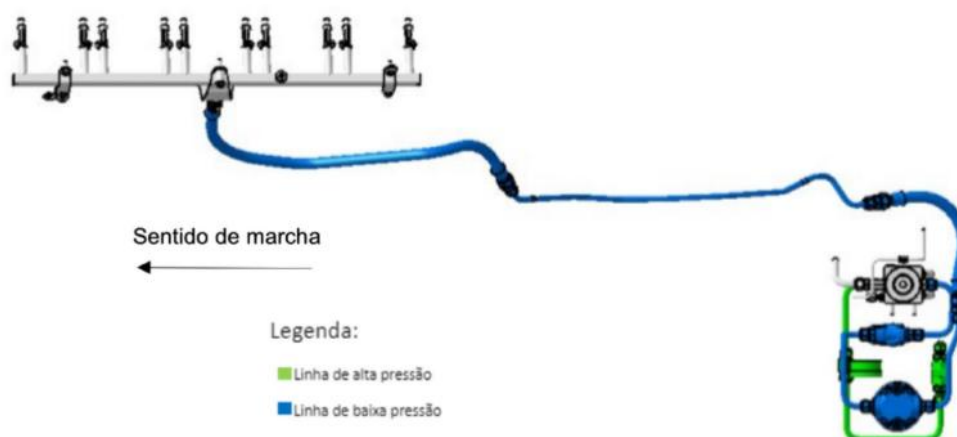 Sentido de marcha
Legenda:
Linha de alta pressão
Linha de baixa pressão